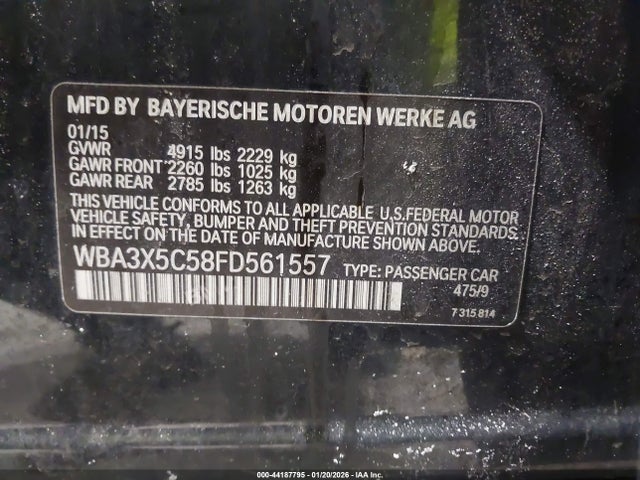 MFD BY BAYERISCHE MOTOREN WERKE AG
01/15
GVWR 4915 lbs 2229 kg
GAWR FRONT 2260 lbs 1025 kg
GAWR REAR 2785 lbs 1263 kg
THIS VEHICLE CONFORMS TO ALL APPLICABLE U.S.FEDERAL MOTOR
VEHICLE SAFETY, BUMPER AND THEFT PREVENTION STANDARDS
IN EFFECT ON THE DATE OF MANUFACTURE SHOWN ABOVE.
WBA3X5C58FD561557 TYPE: PASSENGER CAR
475/9
7 315 814
000-44187795 - 01/20/2026 - IAA Inc.